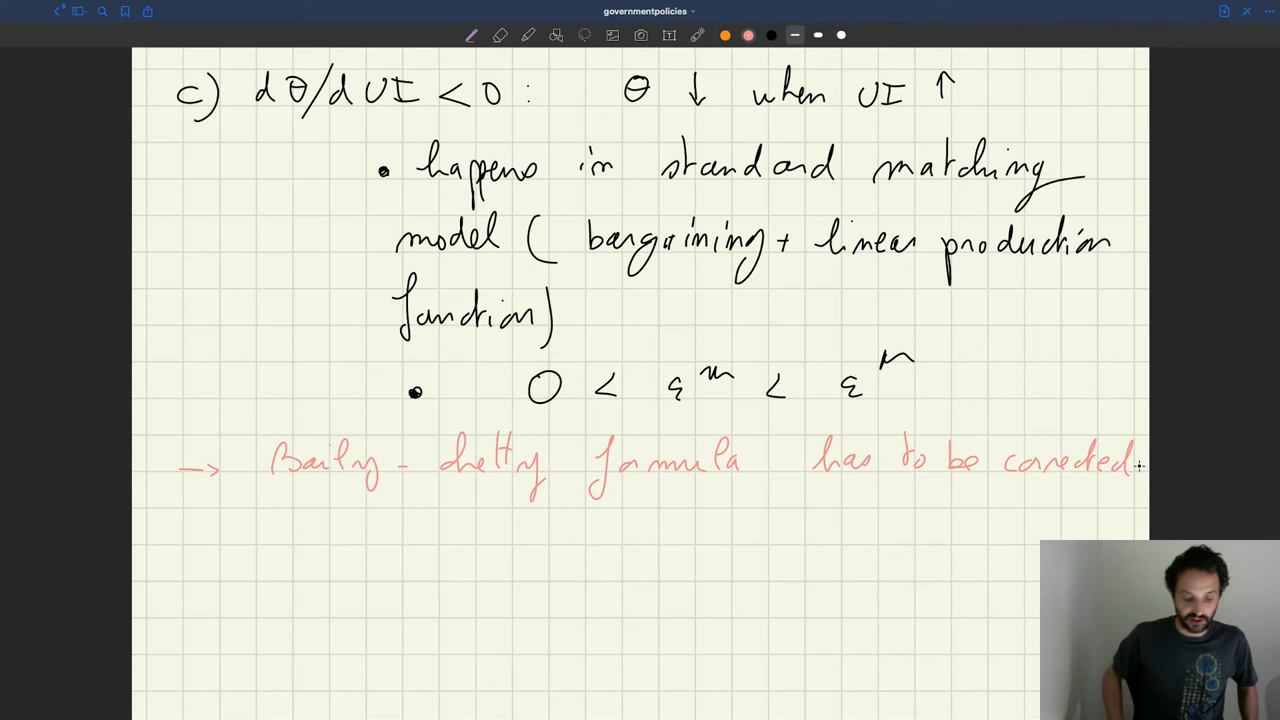 governmentpolicies
c) dθ/dUI < 0 : θ ↓ when UI ↑
• happens in standard matching
model ( bargaining + linear production
function)
• 0 < ε^m < ε^M
→ Baily - Chetty formula has to be corrected.